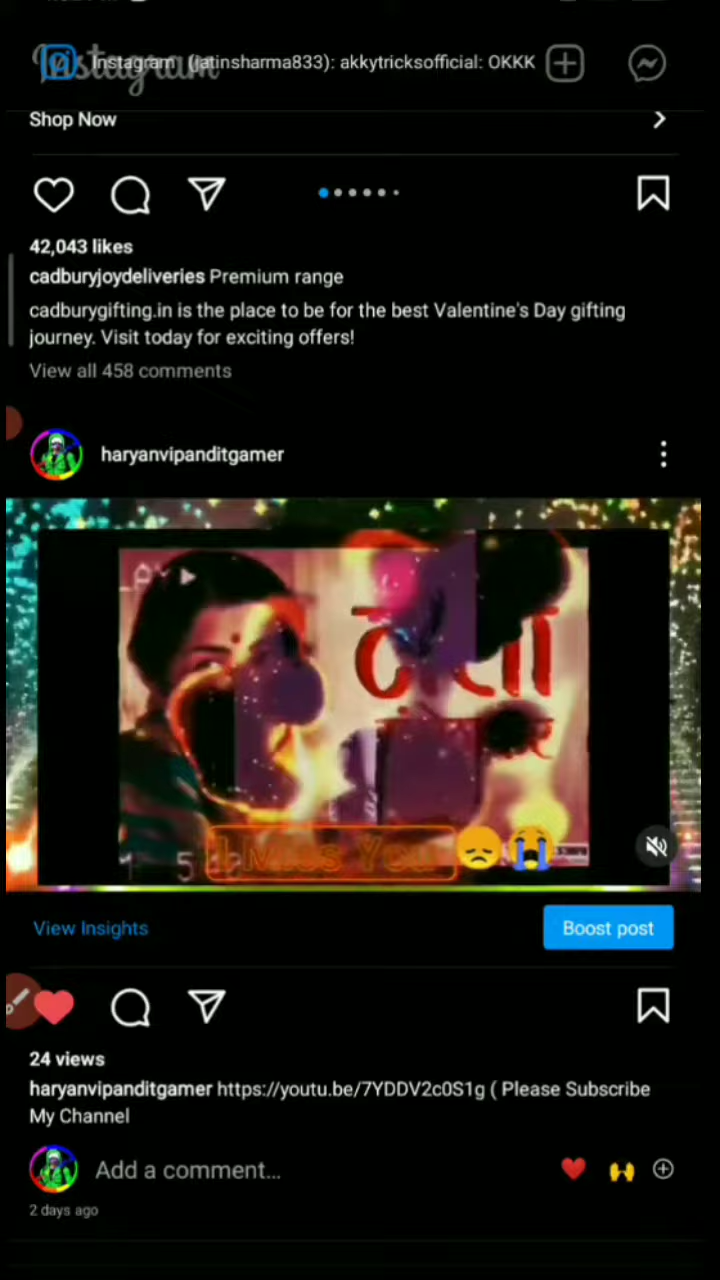 Instagram
Instagram (jatinsharma833): akkytricksofficial: OKKK
Shop Now
42,043 likes
cadburyjoydeliveries Premium range
cadburygifting.in is the place to be for the best Valentine's Day gifting
journey. Visit today for exciting offers!
View all 458 comments
haryanvipanditgamer
I Miss You 😞😭
View Insights
Boost post
24 views
haryanvipanditgamer https://youtu.be/7YDDV2c0S1g ( Please Subscribe
My Channel
Add a comment...
2 days ago